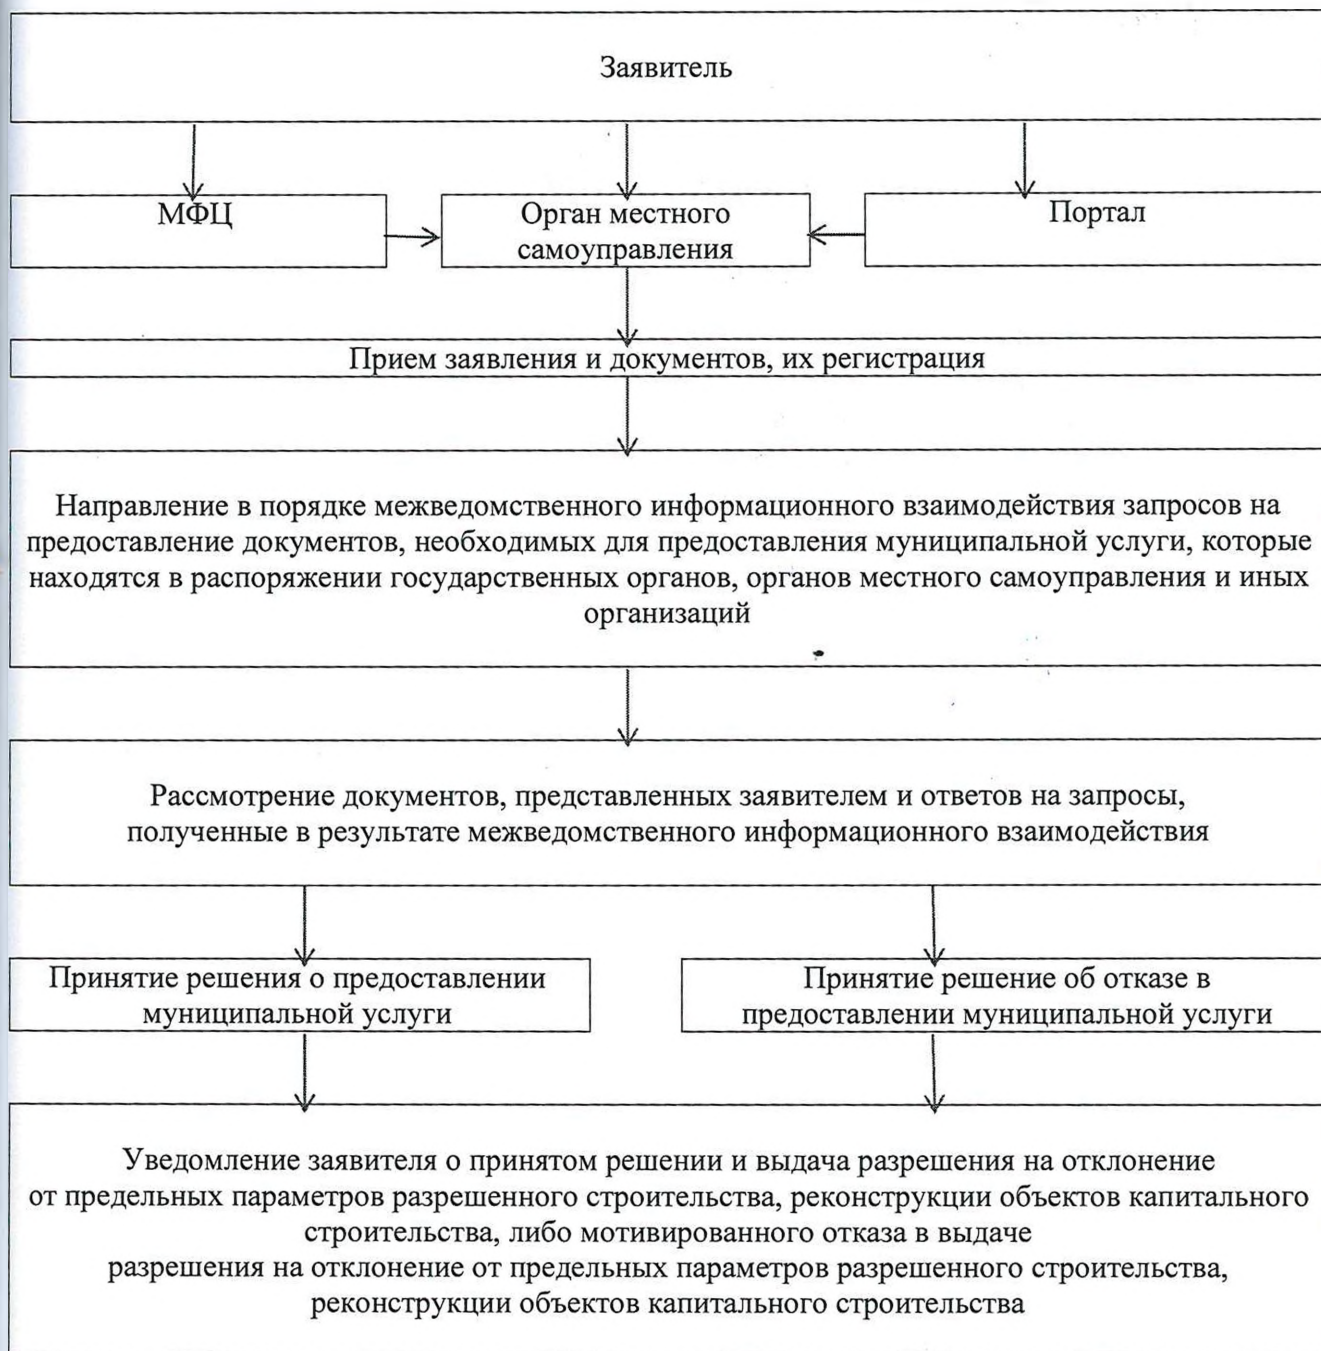 Заявитель
МФЦ
Орган местного
самоуправления
Портал
Прием заявления и документов, их регистрация
Направление в порядке межведомственного информационного взаимодействия запросов на
предоставление документов, необходимых для предоставления муниципальной услуги, которые
находятся в распоряжении государственных органов, органов местного самоуправления и иных
организаций
Рассмотрение документов, представленных заявителем и ответов на запросы,
полученные в результате межведомственного информационного взаимодействия
Принятие решения о предоставлении
муниципальной услуги
Принятие решение об отказе в
предоставлении муниципальной услуги
Уведомление заявителя о принятом решении и выдача разрешения на отклонение
от предельных параметров разрешенного строительства, реконструкции объектов капитального
строительства, либо мотивированного отказа в выдаче
разрешения на отклонение от предельных параметров разрешенного строительства,
реконструкции объектов капитального строительства